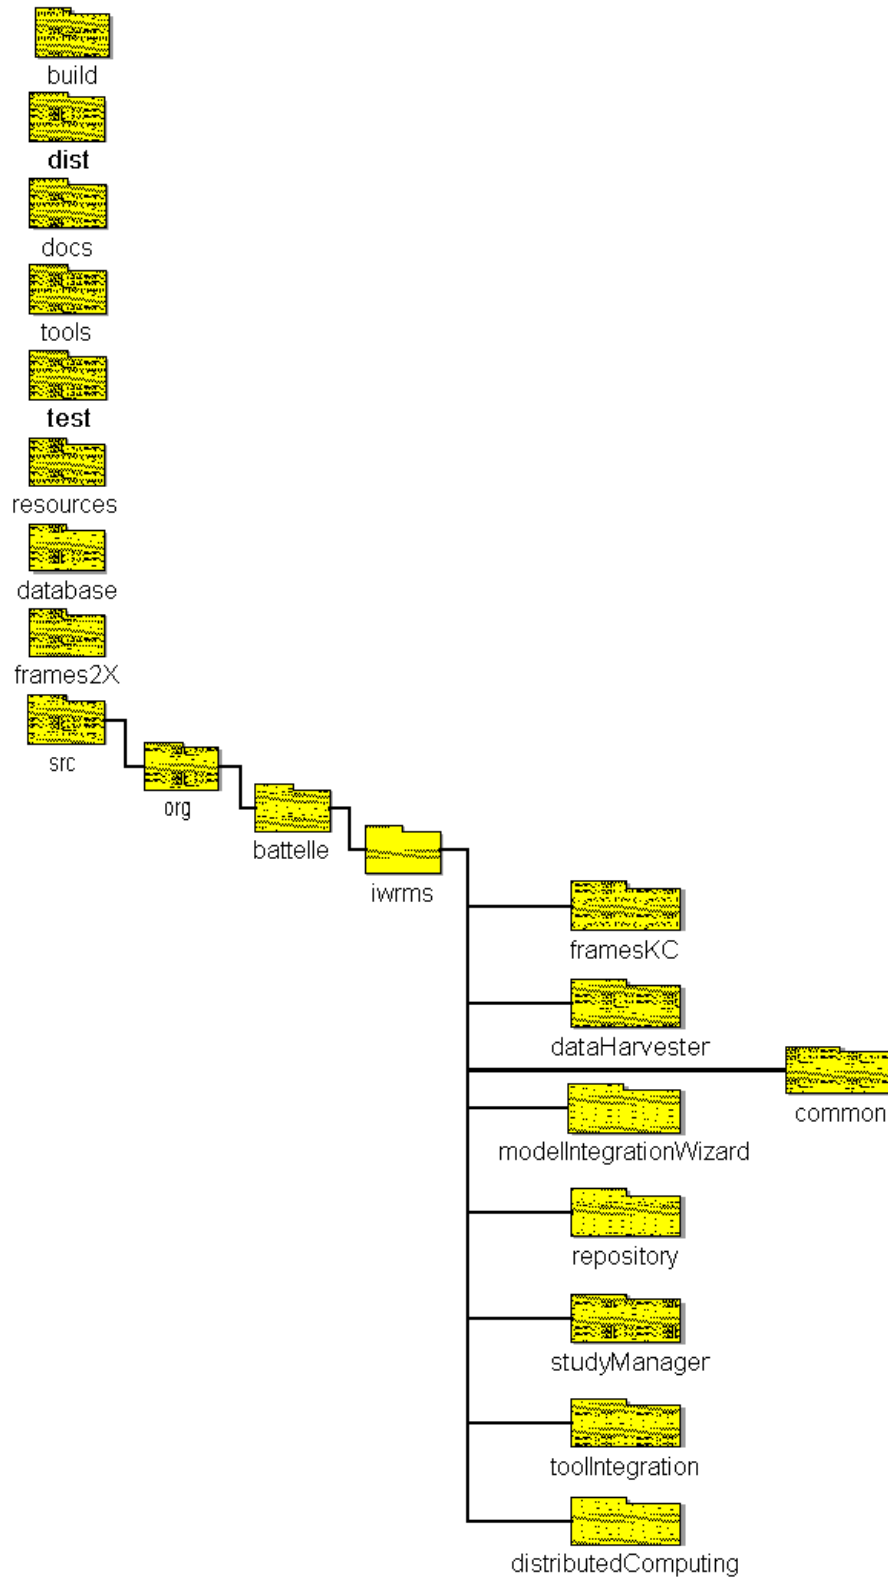 build
dist
docs
tools
test
resources
database
frames2X
src
org
battelle
iwrms
framesKC
dataHarvester
common
modelIntegrationWizard
repository
studyManager
toolIntegration
distributedComputing